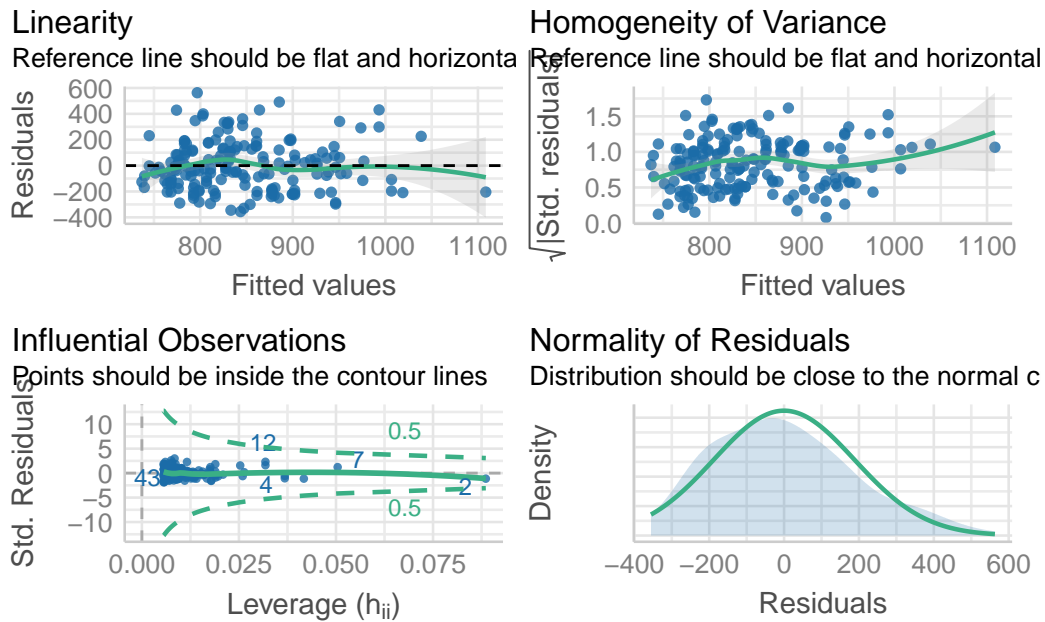 Linearity
Reference line should be flat and horizonta
Residuals
600
400
200
0
−200
−400
800
900
1000
1100
Fitted values
Homogeneity of Variance
Reference line should be flat and horizontal
√|Std. residuals|
1.5
1.0
0.5
0.0
800
900
1000
1100
Fitted values
Influential Observations
Points should be inside the contour lines
Std. Residuals
10
5
0
−5
−10
0.5
12
7
43
4
2
0.5
0.000
0.025
0.050
0.075
Leverage (hii)
Normality of Residuals
Distribution should be close to the normal c
Density
−400
−200
0
200
400
600
Residuals